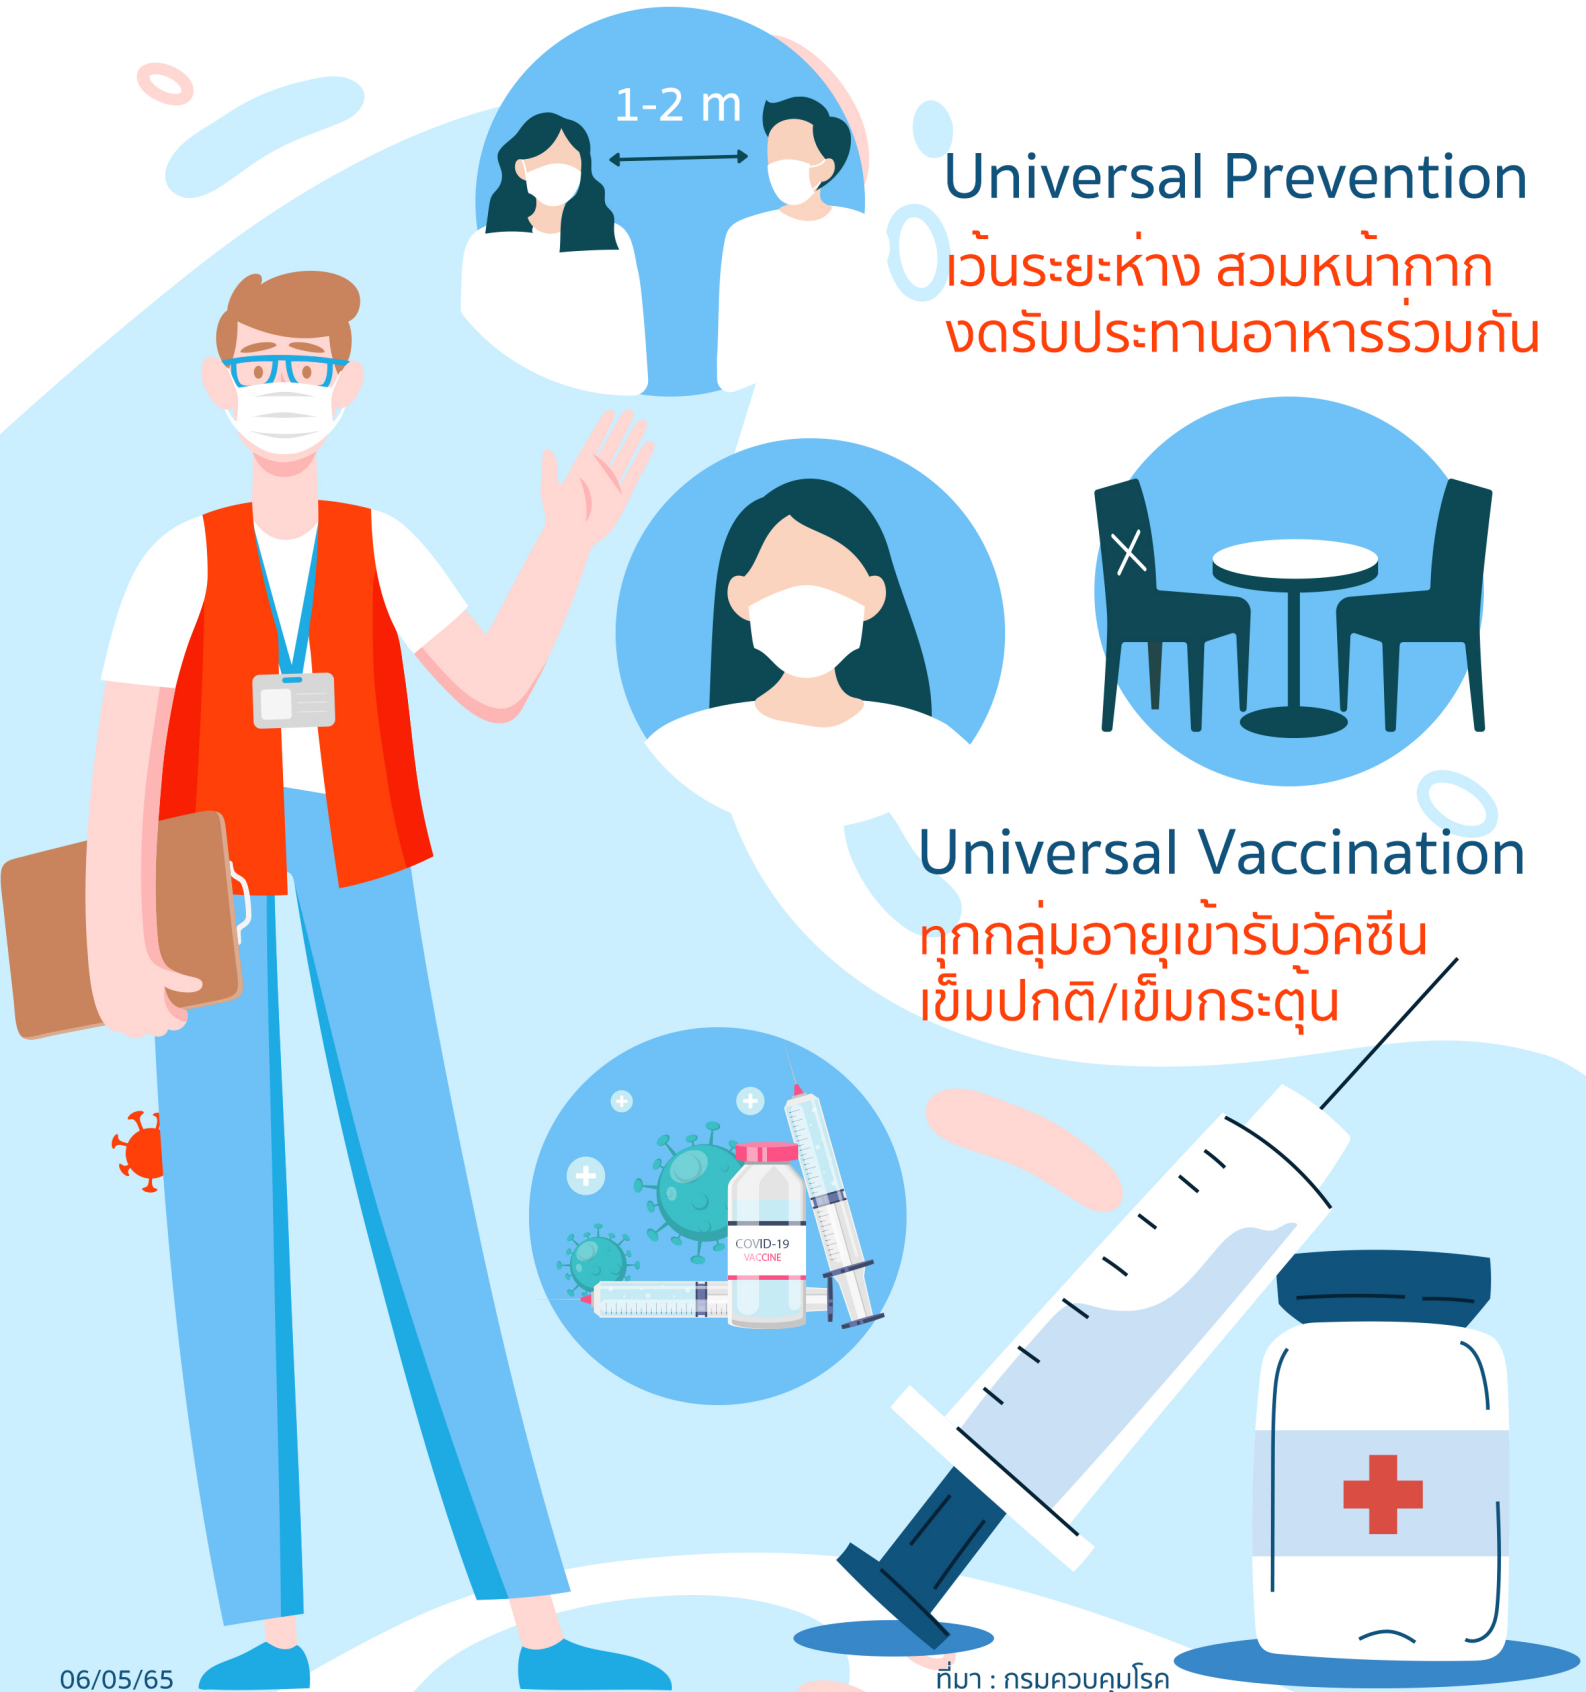 1-2 m
Universal Prevention
เว้นระยะห่าง สวมหน้ากาก
งดรับประทานอาหารร่วมกัน
Universal Vaccination
ทุกกลุ่มอายุเข้ารับวัคซีน
เข็มปกติ/เข็มกระตุ้น
COVID-19
VACCINE
06/05/65
ที่มา : กรมควบคุมโรค